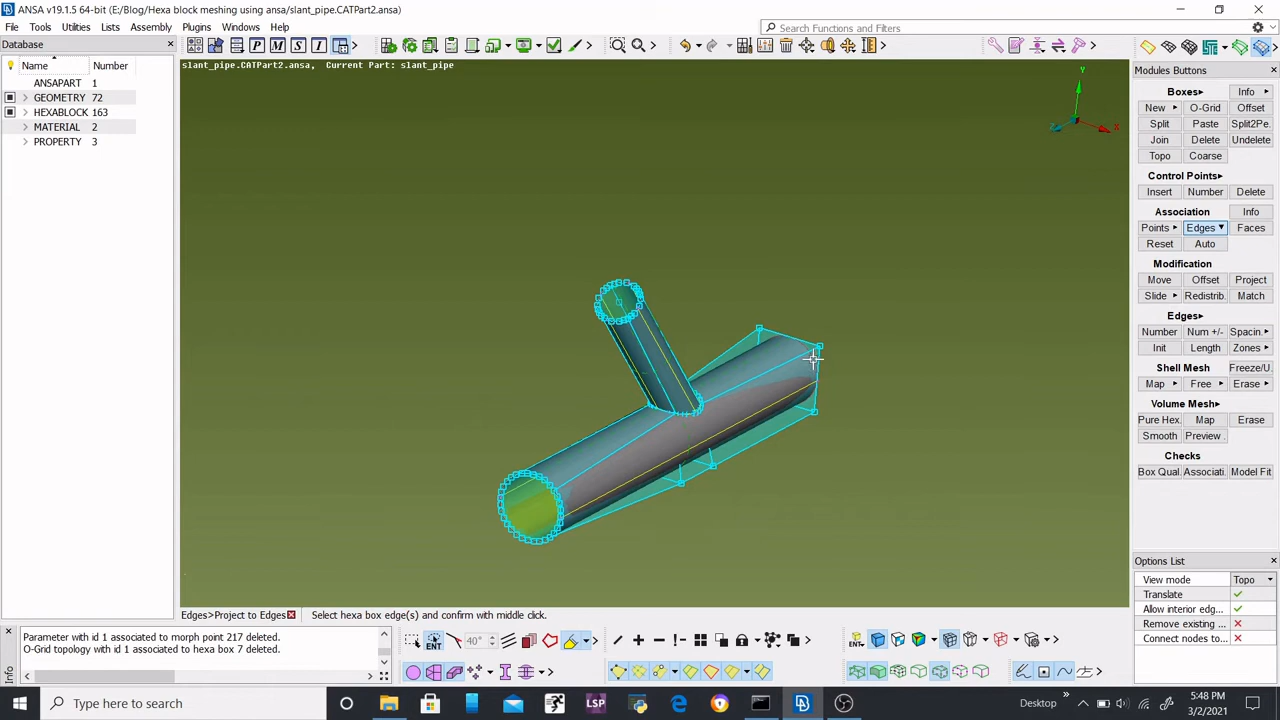 ANSA v19.1.5 64-bit (E:/Blog/Hexa block meshing using ansa/slant_pipe.CATPart2.ansa)
File Tools Utilities Lists Assembly Plugins Windows Help
Search Functions and Filters
Database
Name Number
ANSAPART 1
GEOMETRY 72
HEXABLOCK 163
MATERIAL 2
PROPERTY 3
slant_pipe.CATPart2.ansa, Current Part: slant_pipe
Y
X
Z
Modules Buttons
Boxes▸ Info
New O-Grid Offset
Split Paste Split2Pe.
Join Delete Undelete
Topo Coarse
Control Points▸
Insert Number Delete
Association Info
Points Edges Faces
Reset Auto
Modification
Move Offset Project
Slide Redistrib. Match
Edges▸
Number Num +/- Spacin..
Init Length Zones
Shell Mesh Freeze/U.
Map Free Erase
Volume Mesh▸
Pure Hex. Map Erase
Smooth Preview .
Checks
Box Qual. Associati. Model Fit
Options List
View mode Topo
Translate
Allow interior edg...
Remove existing ...
Connect nodes to...
Edges>Project to Edges Select hexa box edge(s) and confirm with middle click.
Parameter with id 1 associated to morph point 217 deleted.
O-Grid topology with id 1 associated to hexa box 7 deleted.
Info
ENT 40°
ENT
Type here to search
LSP
Desktop
5:48 PM
3/2/2021